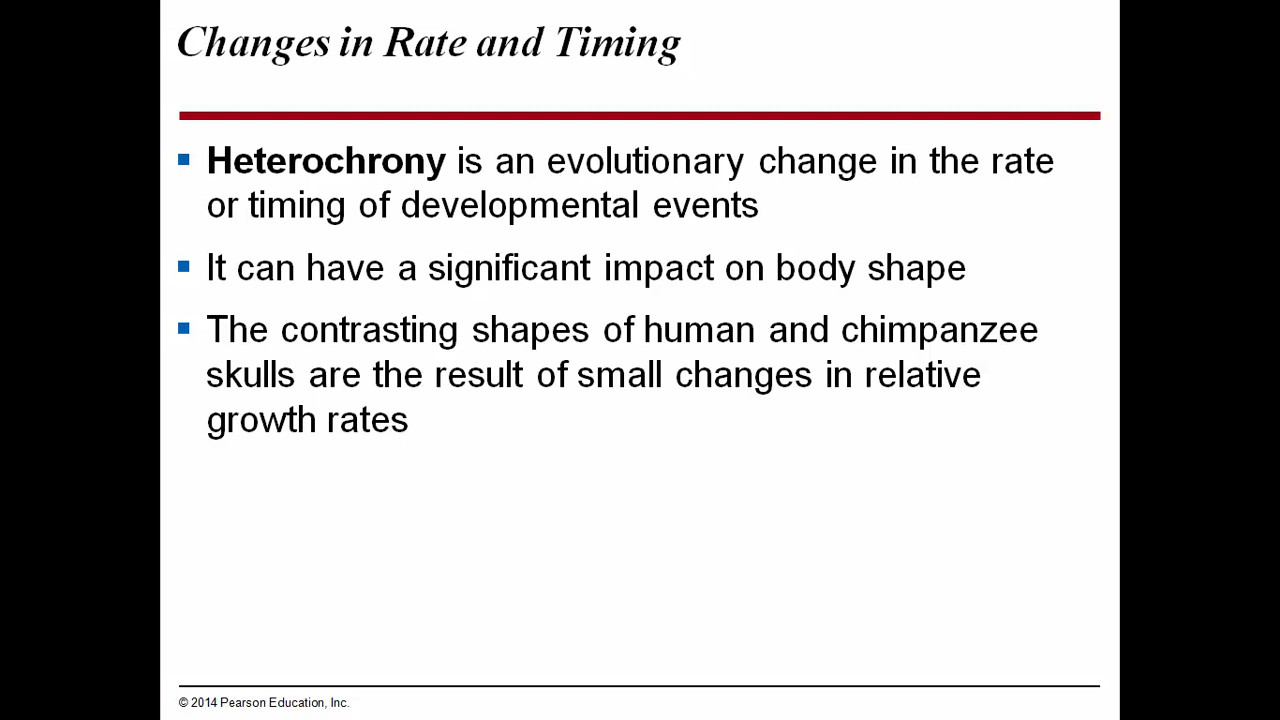 Changes in Rate and Timing
▪ Heterochrony is an evolutionary change in the rate
or timing of developmental events
▪ It can have a significant impact on body shape
▪ The contrasting shapes of human and chimpanzee
skulls are the result of small changes in relative
growth rates
© 2014 Pearson Education, Inc.